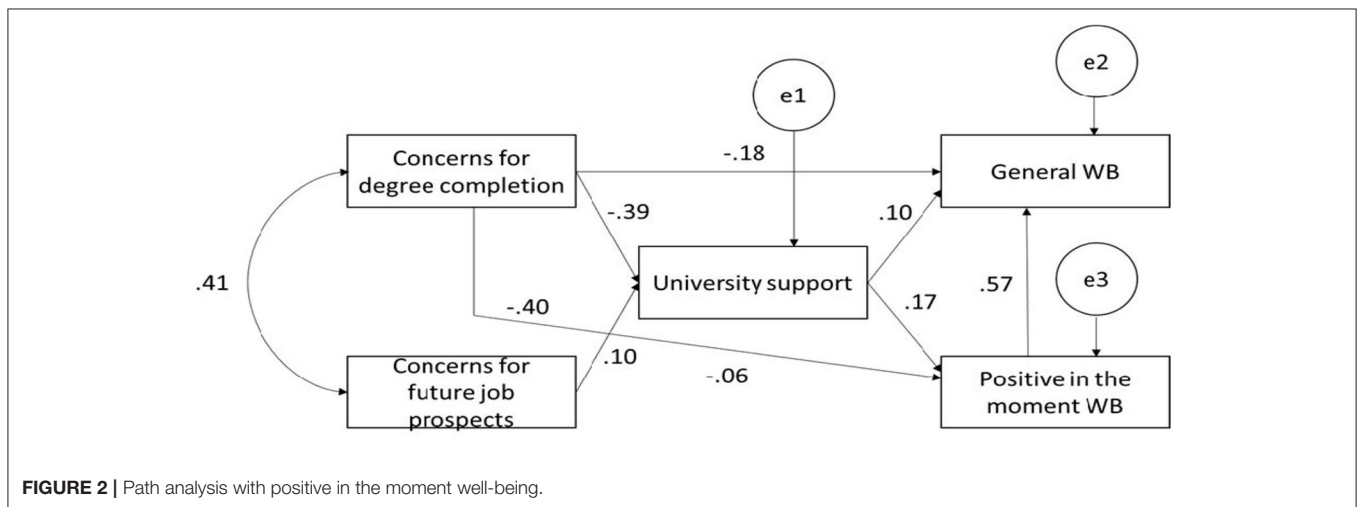 e2
e1
Concerns for
degree completion
-.18
General WB
-.39
.10
.41
University support
e3
.57
-.40
.17
.10
Concerns for
future job
prospects
-.06
Positive in the
moment WB
FIGURE 2 | Path analysis with positive in the moment well-being.